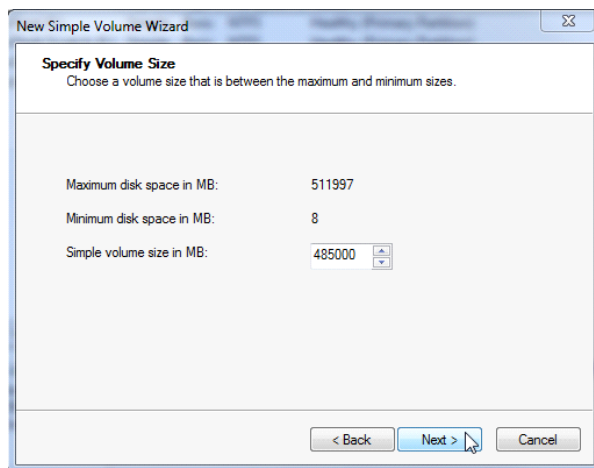 New Simple Volume Wizard
Specify Volume Size
Choose a volume size that is between the maximum and minimum sizes.
Maximum disk space in MB: 511997
Minimum disk space in MB: 8
Simple volume size in MB: 485000
< Back Next > Cancel